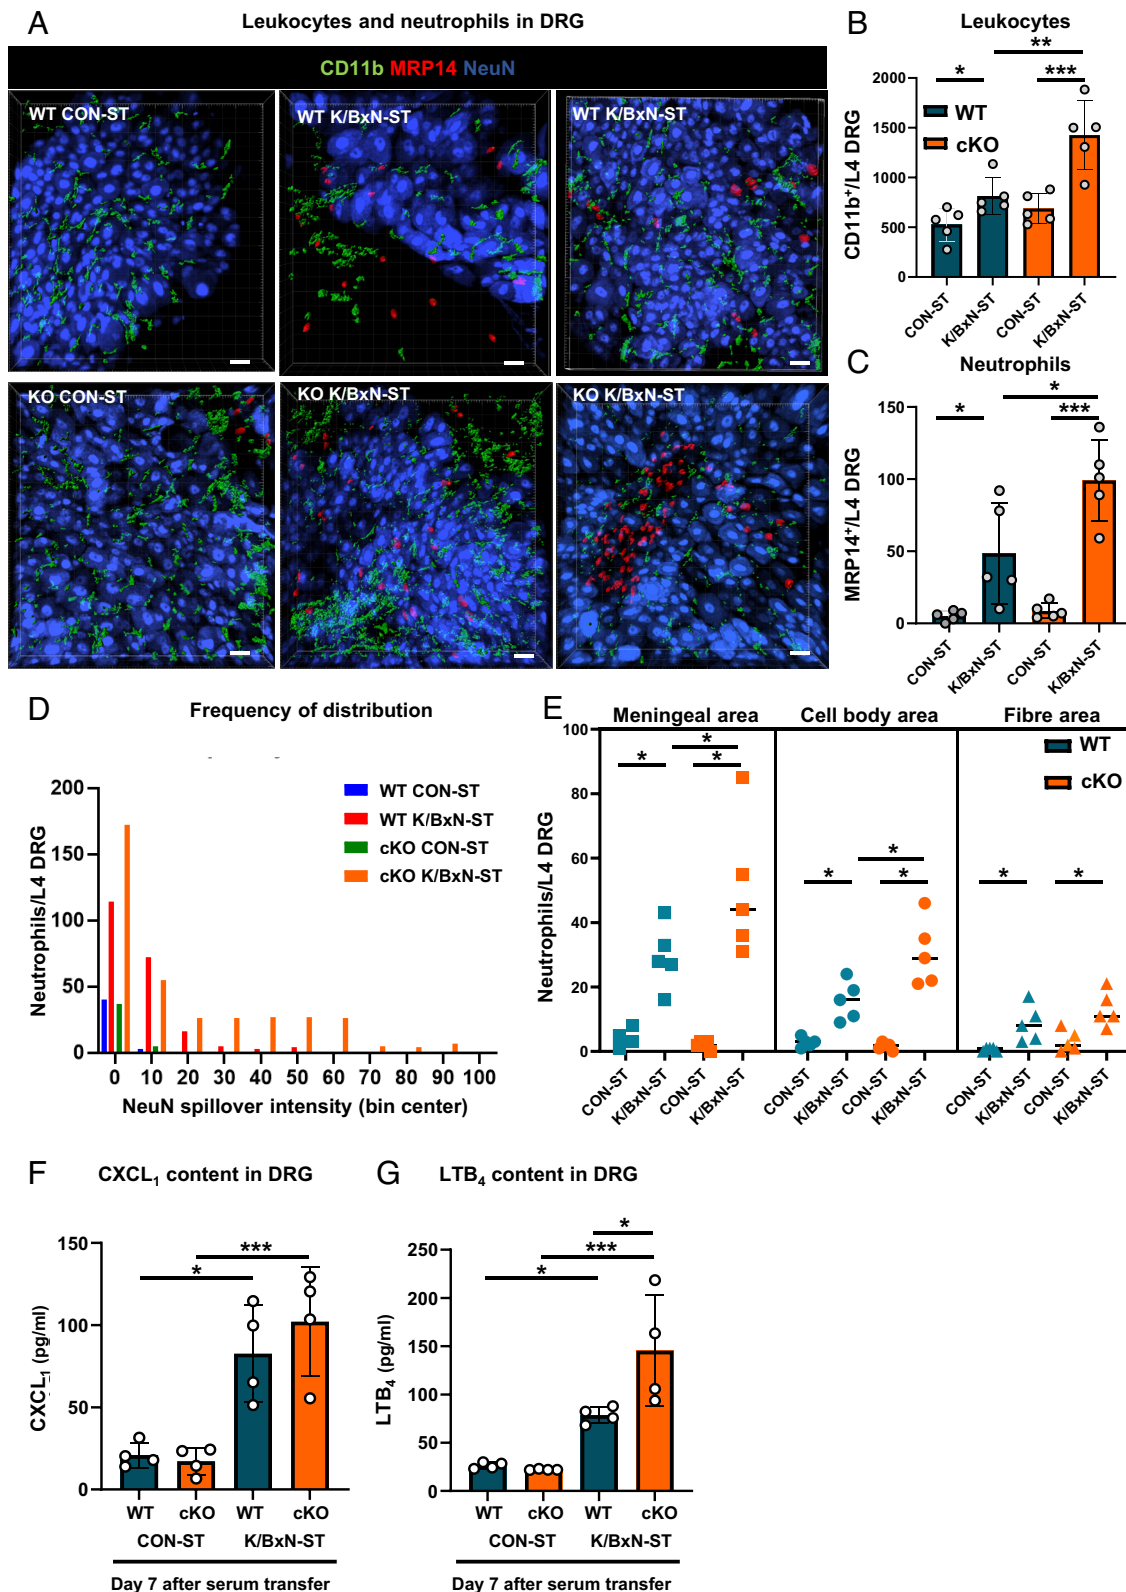 A
Leukocytes and neutrophils in DRG
CD11b MRP14 NeuN
WT CON-ST
WT K/BxN-ST
WT K/BxN-ST
KO CON-ST
KO K/BxN-ST
KO K/BxN-ST
B
Leukocytes
**
*
***
WT
cKO
CD11b⁺/L4 DRG
2000
1500
1000
500
0
CON-ST
K/BxN-ST
CON-ST
K/BxN-ST
C
Neutrophils
*
*
***
MRP14⁺/L4 DRG
150
100
50
0
CON-ST
K/BxN-ST
CON-ST
K/BxN-ST
D
Frequency of distribution
Neutrophils/L4 DRG
200
150
100
50
0
WT CON-ST
WT K/BxN-ST
cKO CON-ST
cKO K/BxN-ST
0 10 20 30 40 50 60 70 80 90 100
NeuN spillover intensity (bin center)
E
Meningeal area
Cell body area
Fibre area
WT
cKO
*
*
*
*
*
*
*
*
Neutrophils/L4 DRG
100
80
60
40
20
0
CON-ST
K/BxN-ST
CON-ST
K/BxN-ST
CON-ST
K/BxN-ST
CON-ST
K/BxN-ST
CON-ST
K/BxN-ST
CON-ST
K/BxN-ST
F
CXCL₁ content in DRG
***
*
CXCL₁ (pg/ml)
150
100
50
0
WT cKO WT cKO
CON-ST K/BxN-ST
Day 7 after serum transfer
G
LTB₄ content in DRG
*
***
*
LTB₄ (pg/ml)
250
200
150
100
50
0
WT cKO WT cKO
CON-ST K/BxN-ST
Day 7 after serum transfer